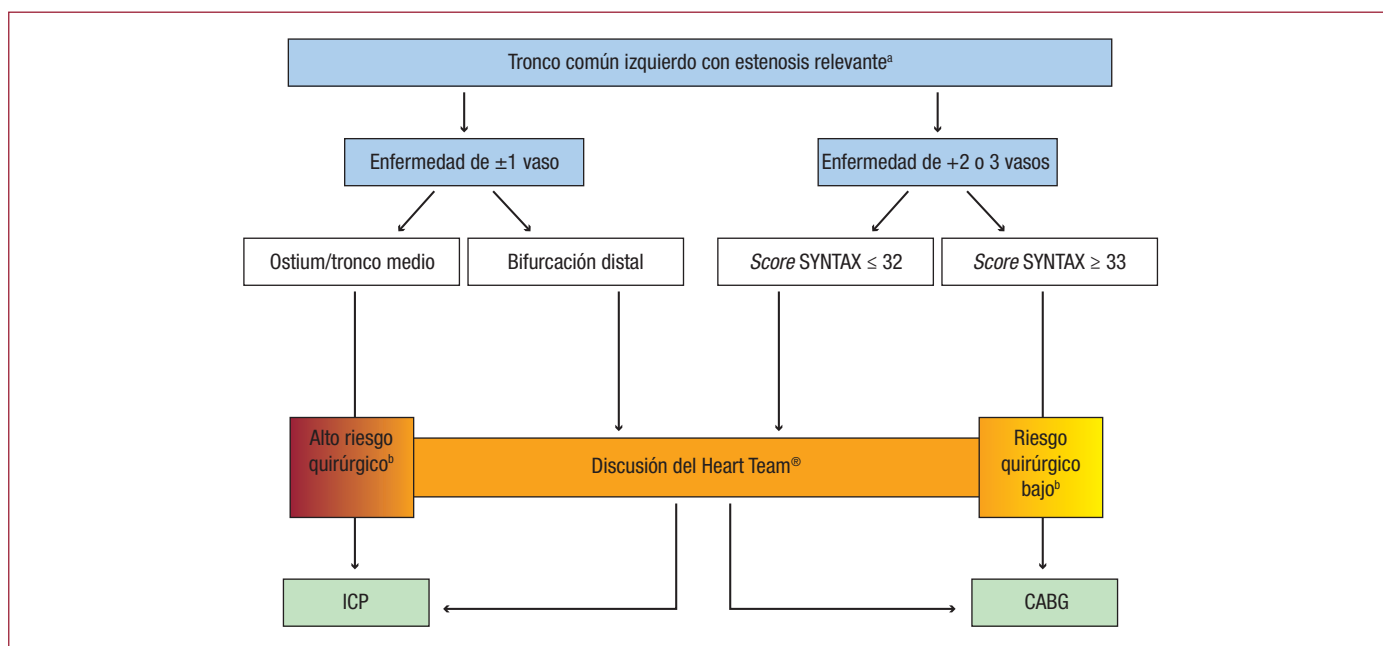 Tronco común izquierdo con estenosis relevanteᵃ
Enfermedad de ±1 vaso
Enfermedad de +2 o 3 vasos
Ostium/tronco medio
Bifurcación distal
Score SYNTAX ≤ 32
Score SYNTAX ≥ 33
Alto riesgo
quirúrgicoᵇ
Discusión del Heart Team®
Riesgo
quirúrgico
bajoᵇ
ICP
CABG